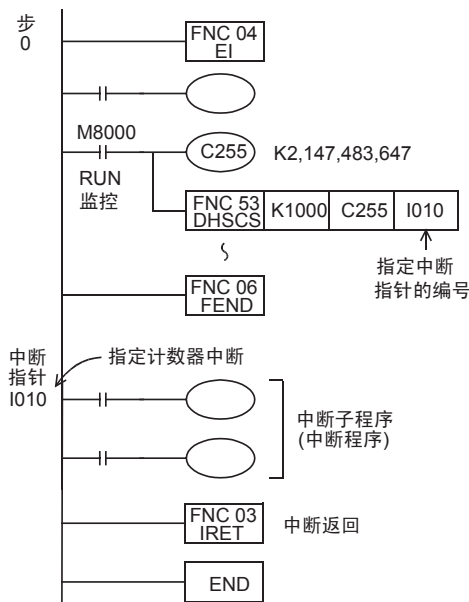 步
0
FNC 04
EI
M8000
RUN
监控
C255
K2,147,483,647
FNC 53
DHSCS
K1000
C255
I010
指定中断
指针的编号
FNC 06
FEND
中断
指针
I010
指定计数器中断
中断子程序
(中断程序)
FNC 03
IRET
中断返回
END